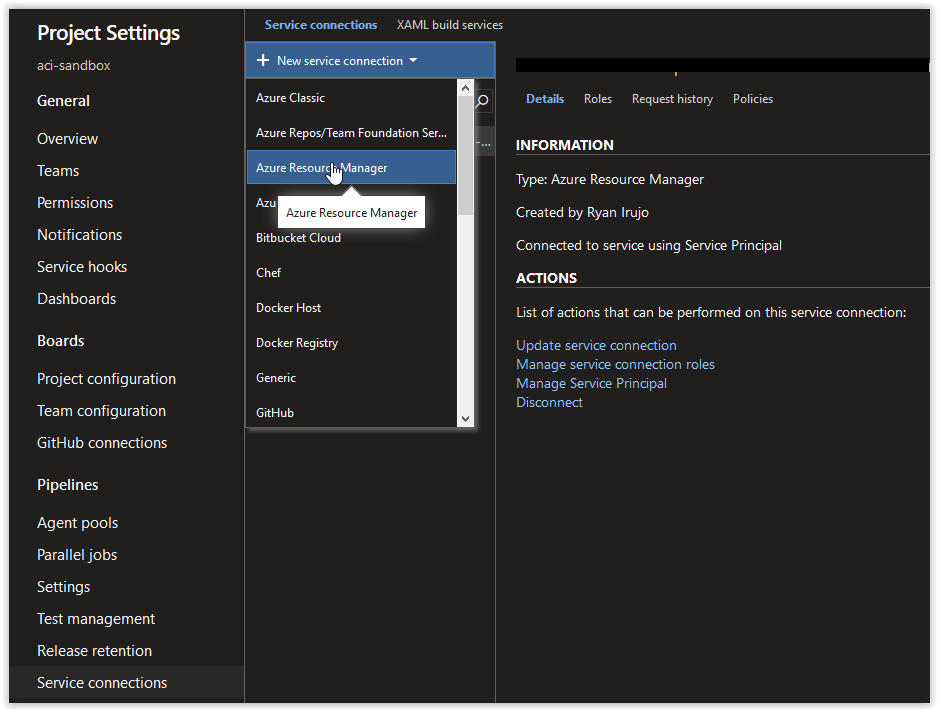 Project Settings
aci-sandbox
General
Overview
Teams
Permissions
Notifications
Service hooks
Dashboards
Boards
Project configuration
Team configuration
GitHub connections
Pipelines
Agent pools
Parallel jobs
Settings
Test management
Release retention
Service connections
Service connections XAML build services
+ New service connection
Azure Classic
Azure Repos/Team Foundation Ser...
Azure Resource Manager
Azu
Azure Resource Manager
Bitbucket Cloud
Chef
Docker Host
Docker Registry
Generic
GitHub
-...
Details Roles Request history Policies
INFORMATION
Type: Azure Resource Manager
Created by Ryan Irujo
Connected to service using Service Principal
ACTIONS
List of actions that can be performed on this service connection:
Update service connection
Manage service connection roles
Manage Service Principal
Disconnect